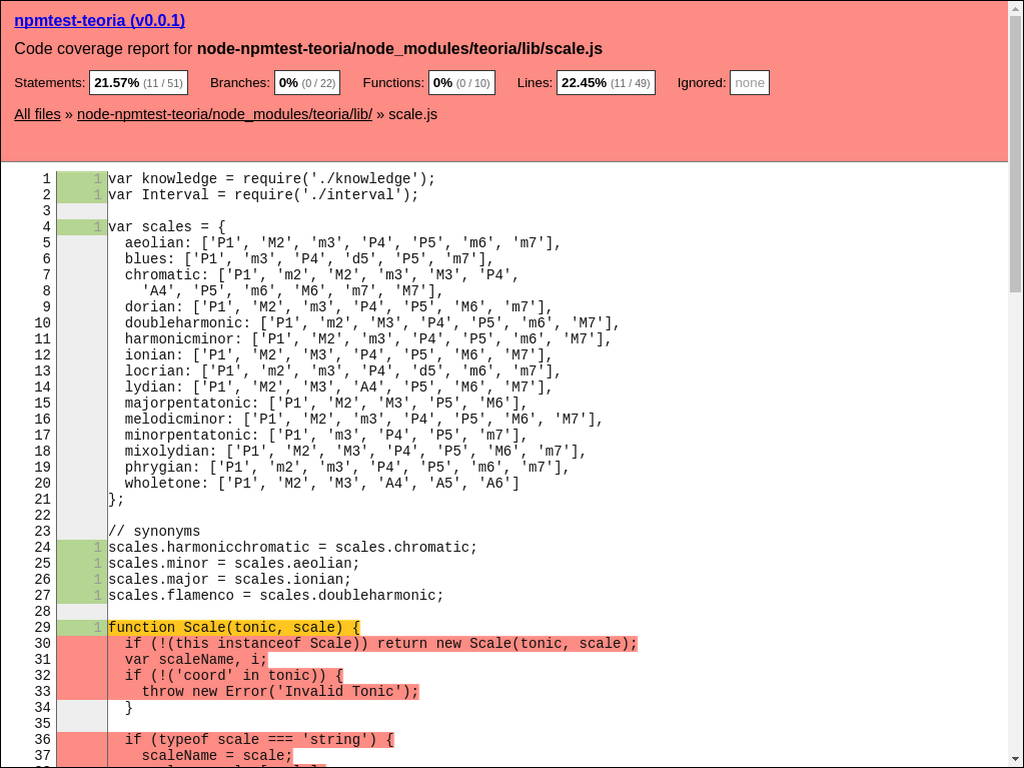 npmtest-teoria (v0.0.1)
Code coverage report for node-npmtest-teoria/node_modules/teoria/lib/scale.js
Statements: 21.57% (11 / 51) Branches: 0% (0 / 22) Functions: 0% (0 / 10) Lines: 22.45% (11 / 49) Ignored: none
All files » node-npmtest-teoria/node_modules/teoria/lib/ » scale.js
1 1 var knowledge = require('./knowledge');
2 1 var Interval = require('./interval');
3
4 1 var scales = {
5 aeolian: ['P1', 'M2', 'm3', 'P4', 'P5', 'm6', 'm7'],
6 blues: ['P1', 'm3', 'P4', 'd5', 'P5', 'm7'],
7 chromatic: ['P1', 'm2', 'M2', 'm3', 'M3', 'P4',
8 'A4', 'P5', 'm6', 'M6', 'm7', 'M7'],
9 dorian: ['P1', 'M2', 'm3', 'P4', 'P5', 'M6', 'm7'],
10 doubleharmonic: ['P1', 'm2', 'M3', 'P4', 'P5', 'm6', 'M7'],
11 harmonicminor: ['P1', 'M2', 'm3', 'P4', 'P5', 'm6', 'M7'],
12 ionian: ['P1', 'M2', 'M3', 'P4', 'P5', 'M6', 'M7'],
13 locrian: ['P1', 'm2', 'm3', 'P4', 'd5', 'm6', 'm7'],
14 lydian: ['P1', 'M2', 'M3', 'A4', 'P5', 'M6', 'M7'],
15 majorpentatonic: ['P1', 'M2', 'M3', 'P5', 'M6'],
16 melodicminor: ['P1', 'M2', 'm3', 'P4', 'P5', 'M6', 'M7'],
17 minorpentatonic: ['P1', 'm3', 'P4', 'P5', 'm7'],
18 mixolydian: ['P1', 'M2', 'M3', 'P4', 'P5', 'M6', 'm7'],
19 phrygian: ['P1', 'm2', 'm3', 'P4', 'P5', 'm6', 'm7'],
20 wholetone: ['P1', 'M2', 'M3', 'A4', 'A5', 'A6']
21 };
22
23 // synonyms
24 1 scales.harmonicchromatic = scales.chromatic;
25 1 scales.minor = scales.aeolian;
26 1 scales.major = scales.ionian;
27 1 scales.flamenco = scales.doubleharmonic;
28
29 1 function Scale(tonic, scale) {
30 if (!(this instanceof Scale)) return new Scale(tonic, scale);
31 var scaleName, i;
32 if (!('coord' in tonic)) {
33 throw new Error('Invalid Tonic');
34 }
35
36 if (typeof scale === 'string') {
37 scaleName = scale;